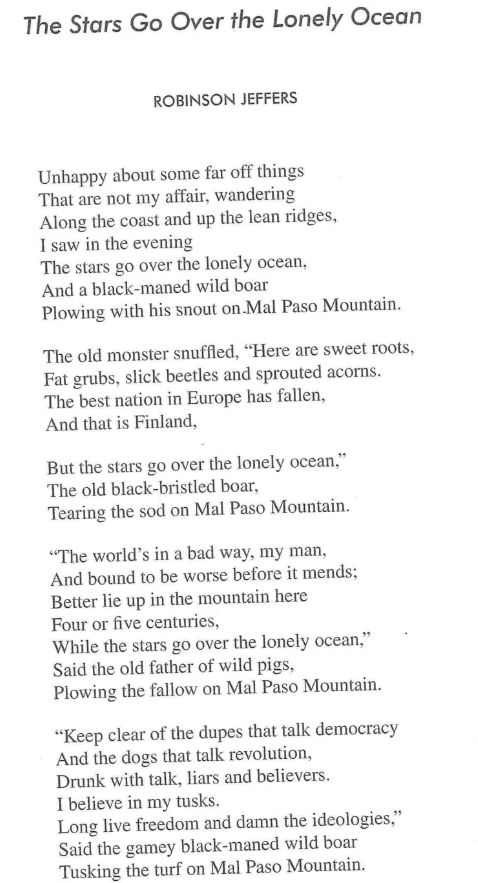 The Stars Go Over the Lonely Ocean
ROBINSON JEFFERS
Unhappy about some far off things
That are not my affair, wandering
Along the coast and up the lean ridges,
I saw in the evening
The stars go over the lonely ocean,
And a black-maned wild boar
Plowing with his snout on Mal Paso Mountain.
The old monster snuffled, “Here are sweet roots,
Fat grubs, slick beetles and sprouted acorns.
The best nation in Europe has fallen,
And that is Finland,
But the stars go over the lonely ocean,”
The old black-bristled boar,
Tearing the sod on Mal Paso Mountain.
“The world’s in a bad way, my man,
And bound to be worse before it mends;
Better lie up in the mountain here
Four or five centuries,
While the stars go over the lonely ocean,”
Said the old father of wild pigs,
Plowing the fallow on Mal Paso Mountain.
“Keep clear of the dupes that talk democracy
And the dogs that talk revolution,
Drunk with talk, liars and believers.
I believe in my tusks.
Long live freedom and damn the ideologies,”
Said the gamey black-maned wild boar
Tusking the turf on Mal Paso Mountain.